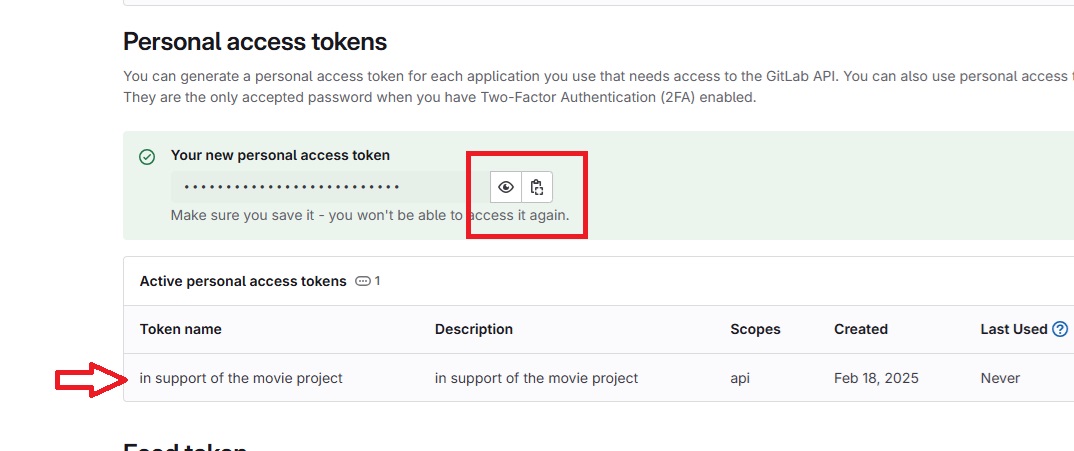 Personal access tokens
You can generate a personal access token for each application you use that needs access to the GitLab API. You can also use personal access
They are the only accepted password when you have Two-Factor Authentication (2FA) enabled.
Your new personal access token
••••••••••••••••••••••••••
Make sure you save it - you won't be able to access it again.
Active personal access tokens 1
Token name Description Scopes Created Last Used
in support of the movie project in support of the movie project api Feb 18, 2025 Never
Feed token